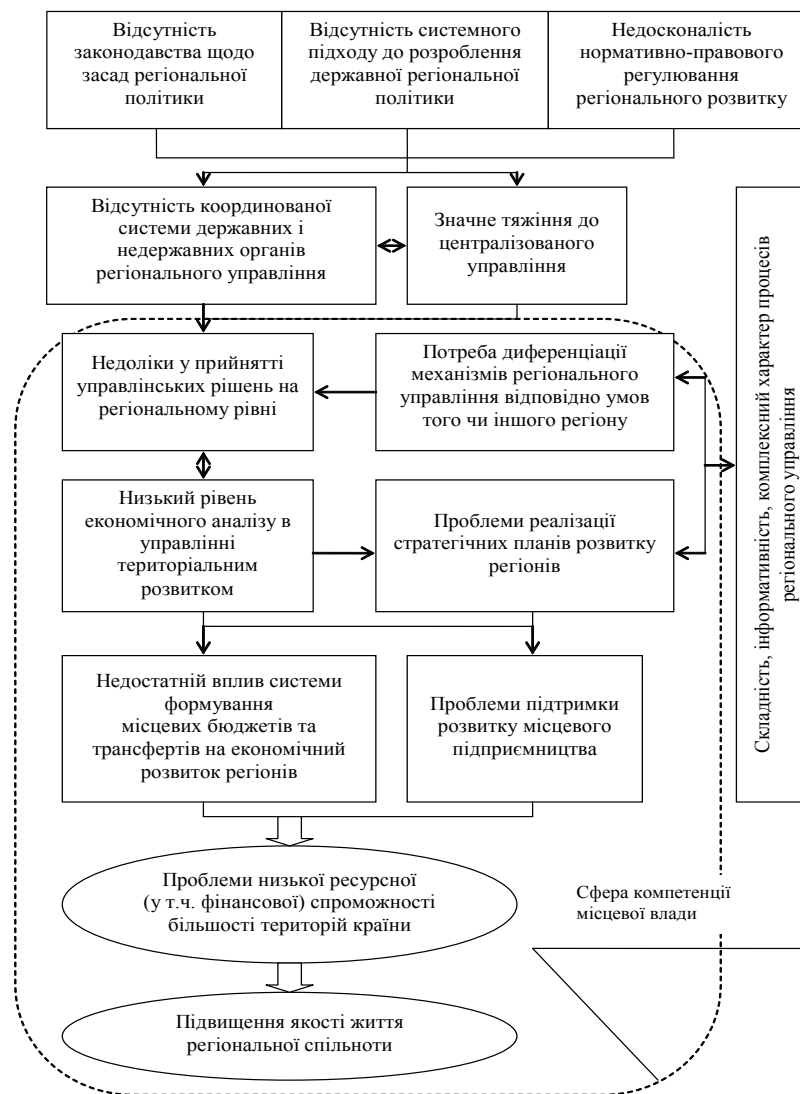 Відсутність
законодавства щодо
засад регіональної
політики
Відсутність системного
підходу до розроблення
державної регіональної
політики
Недосконалість
нормативно-правового
регулювання
регіонального розвитку
Відсутність координованої
системи державних і
недержавних органів
регіонального управління
Значне тяжіння до
централізованого
управління
Складність, інформативність, комплексний характер процесів
регіонального управління
Недоліки у прийнятті
управлінських рішень на
регіональному рівні
Потреба диференціації
механізмів регіонального
управління відповідно умов
того чи іншого регіону
Низький рівень
економічного аналізу в
управлінні
територіальним
розвитком
Проблеми реалізації
стратегічних планів розвитку
регіонів
Недостатній вплив системи
формування
місцевих бюджетів та
трансфертів на економічний
розвиток регіонів
Проблеми підтримки
розвитку місцевого
підприємництва
Проблеми низької ресурсної
(у т.ч. фінансової) спроможності
більшості територій країни
Сфера компетенції
місцевої влади
Підвищення якості життя
регіональної спільноти